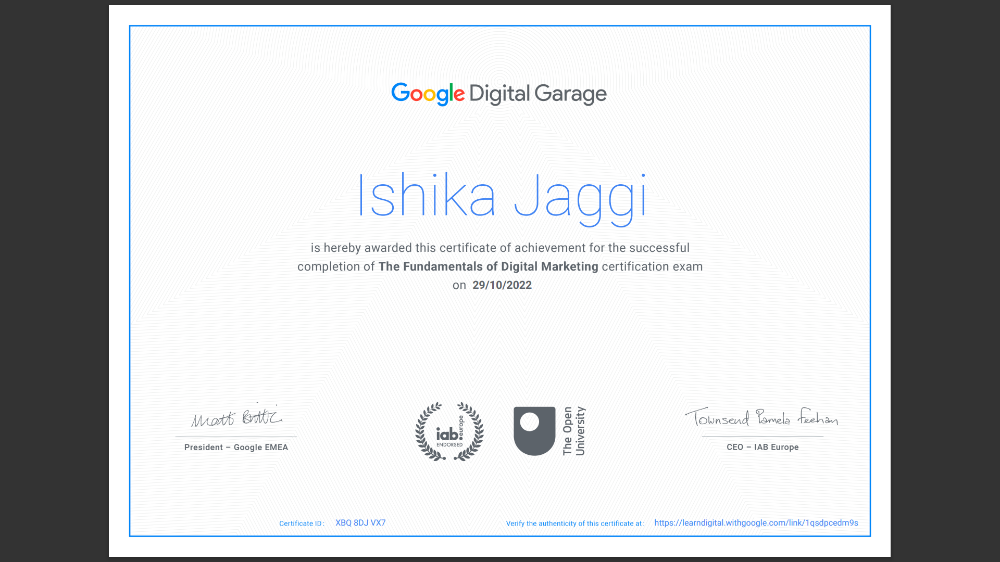 Google Digital Garage
Ishika Jaggi
is hereby awarded this certificate of achievement for the successful
completion of The Fundamentals of Digital Marketing certification exam
on 29/10/2022
Matt Brittin
President – Google EMEA
iab.europe
ENDORSED
The Open
University
Townsend Pamela Feehan
CEO – IAB Europe
Certificate ID: XBQ 8DJ VX7
Verify the authenticity of this certificate at: https://learndigital.withgoogle.com/link/1qsdpcedm9s